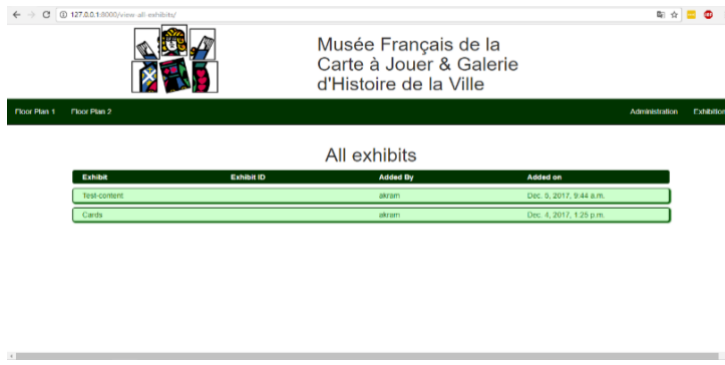 127.0.0.1:8000/view-all-exhibits/
Musée Français de la
Carte à Jouer & Galerie
d'Histoire de la Ville
Floor Plan 1 Floor Plan 2 Administration Exhibition
All exhibits
Exhibit Exhibit ID Added By Added on
Test-content akram Dec. 5, 2017, 9:44 a.m.
Cards akram Dec. 4, 2017, 1:25 p.m.